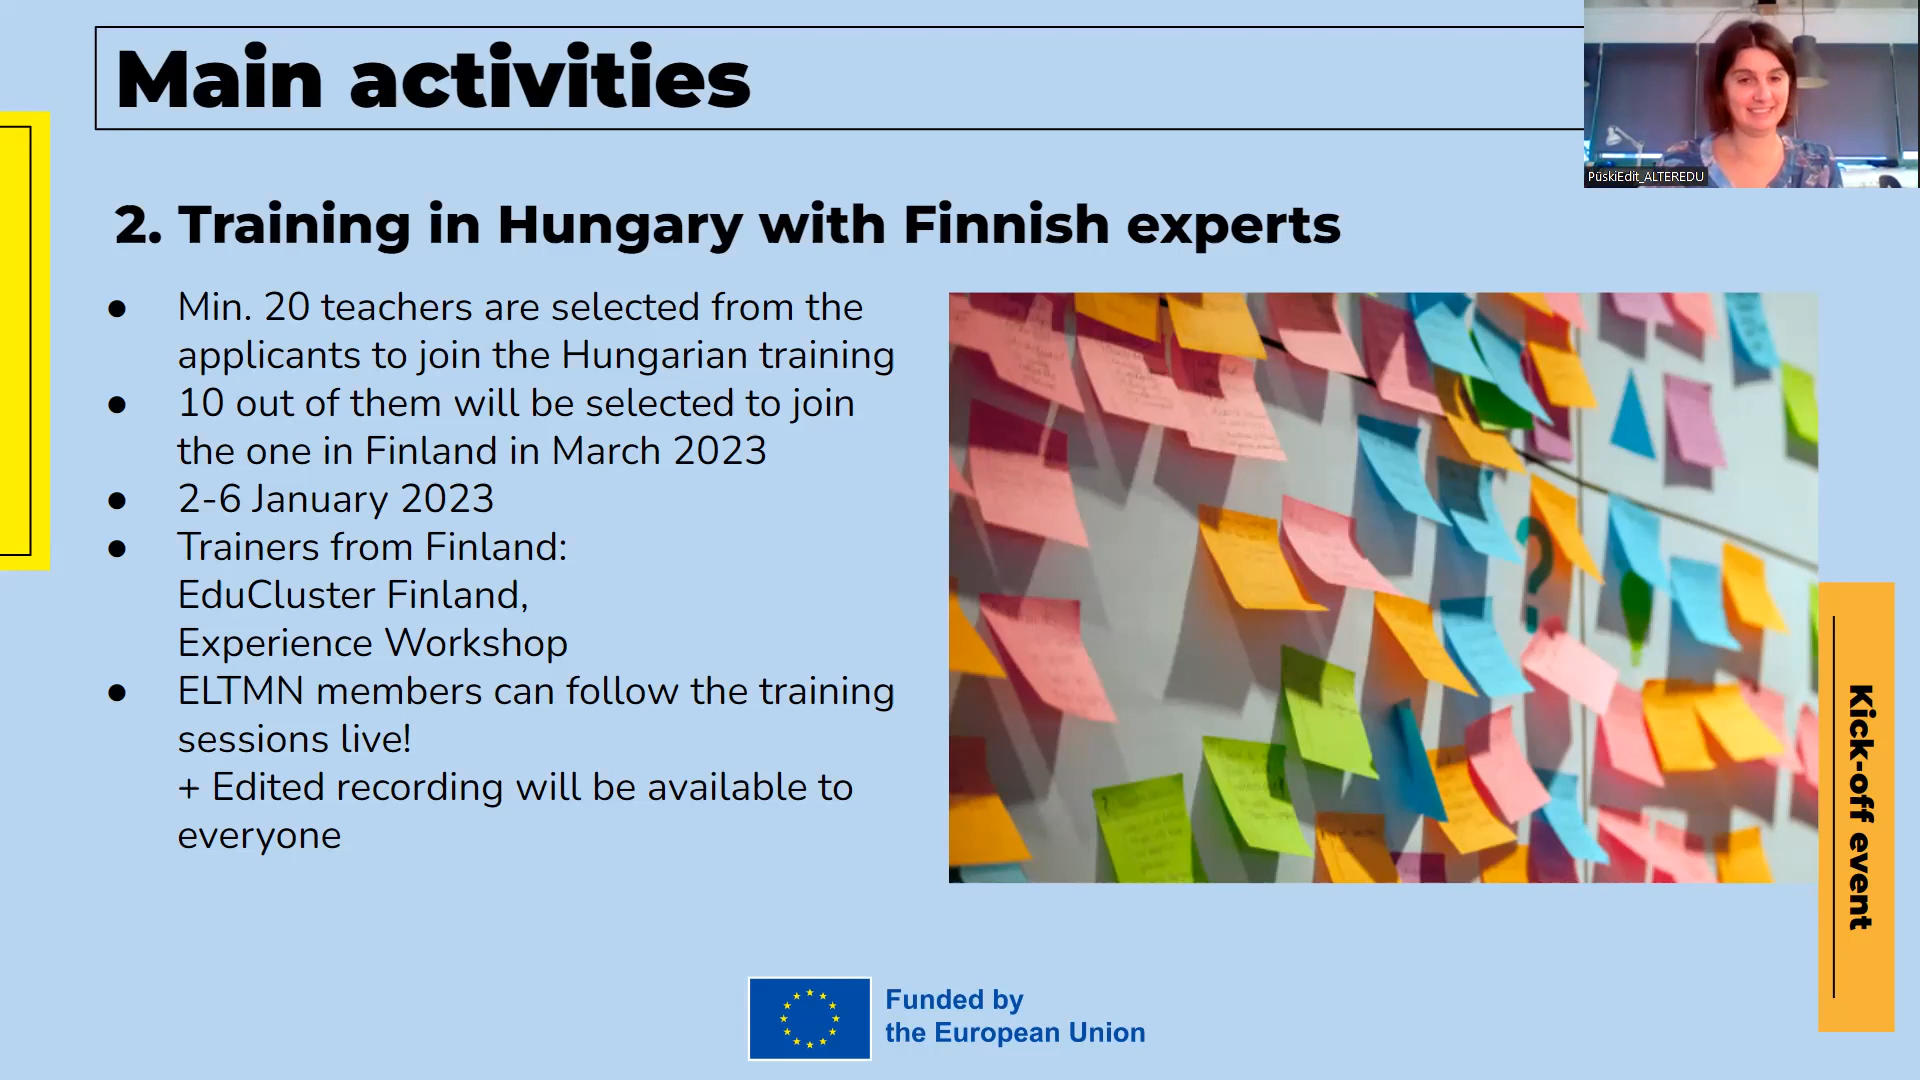 Main activities
PüskiEdit_ALTEREDU
2. Training in Hungary with Finnish experts
● Min. 20 teachers are selected from the
applicants to join the Hungarian training
● 10 out of them will be selected to join
the one in Finland in March 2023
● 2-6 January 2023
● Trainers from Finland:
EduCluster Finland,
Experience Workshop
● ELTMN members can follow the training
sessions live!
+ Edited recording will be available to
everyone
?
Kick-off event
Funded by
the European Union